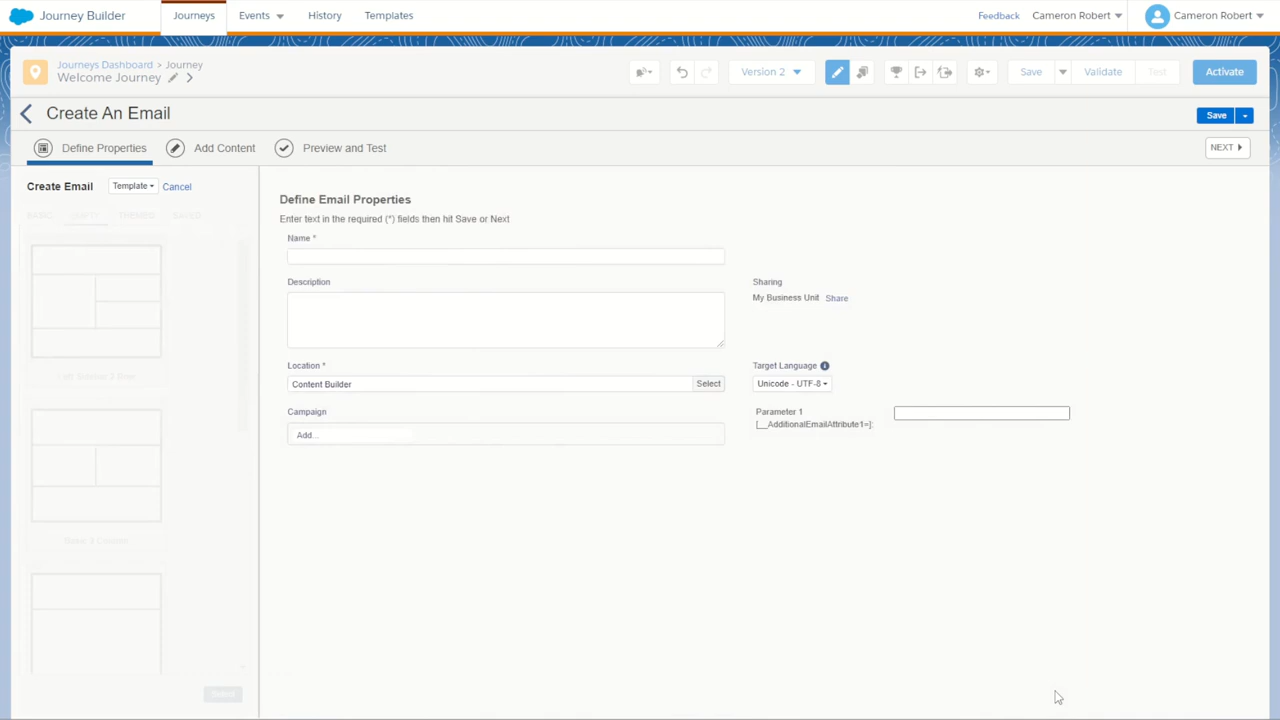 Journey Builder
Journeys
Events
History
Templates
Feedback
Cameron Robert
Cameron Robert
Journeys Dashboard > Journey
Welcome Journey
Version 2
Save
Validate
Test
Activate
Create An Email
Save
Define Properties
Add Content
Preview and Test
NEXT
Create Email
Template
Cancel
BASIC
EMPTY
THEMED
SAVED
Define Email Properties
Enter text in the required (*) fields then hit Save or Next
Name *
Description
Sharing
My Business Unit Share
Location *
Content Builder
Select
Target Language
Unicode - UTF-8
Campaign
Add...
Parameter 1
[__AdditionalEmailAttribute1=]:
Select